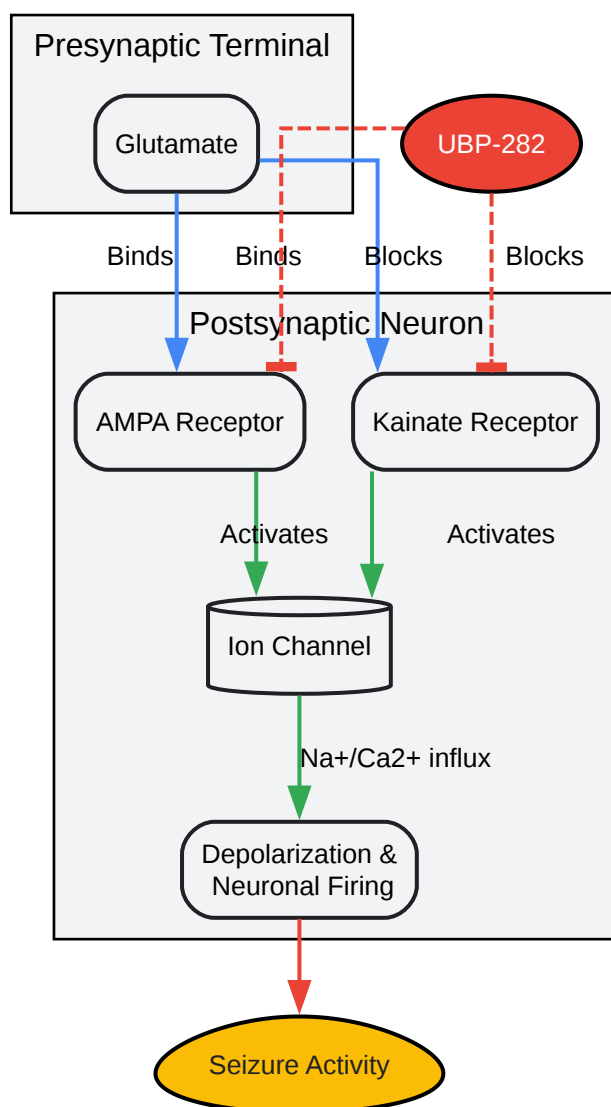 Presynaptic Terminal
Glutamate
UBP-282
Binds
Binds
Blocks
Blocks
Postsynaptic Neuron
AMPA Receptor
Kainate Receptor
Activates
Activates
Ion Channel
Na+/Ca2+ influx
Depolarization &
Neuronal Firing
Seizure Activity